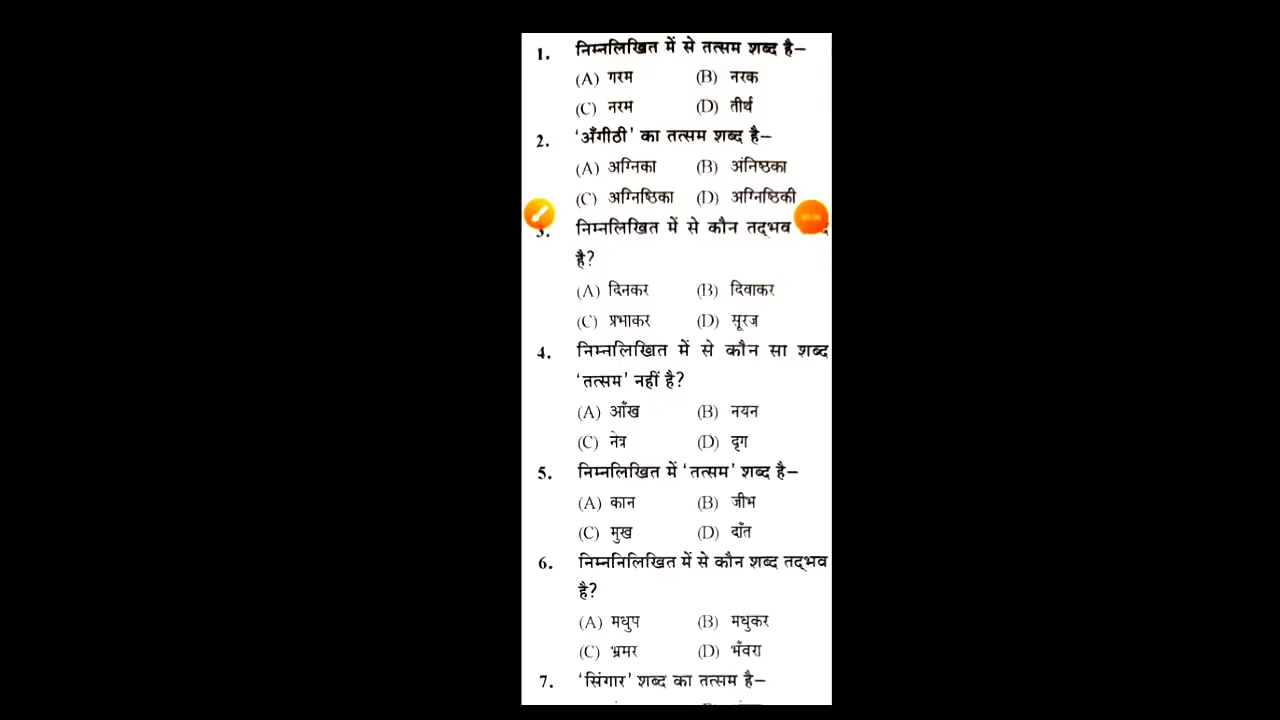 1. निम्नलिखित में से तत्सम शब्द है–
(A) गरम (B) नरक
(C) नरम (D) तीर्थ
2. 'अँगीठी' का तत्सम शब्द है–
(A) अग्निका (B) अंनिष्ठका
(C) अग्निष्ठिका (D) अग्निष्ठिकी
3. निम्नलिखित में से कौन तद्भव
है?
(A) दिनकर (B) दिवाकर
(C) प्रभाकर (D) सूरज
4. निम्नलिखित में से कौन सा शब्द
'तत्सम' नहीं है?
(A) आँख (B) नयन
(C) नेत्र (D) दृग
5. निम्नलिखित में 'तत्सम' शब्द है–
(A) कान (B) जीभ
(C) मुख (D) दाँत
6. निम्ननिलिखित में से कौन शब्द तद्भव
है?
(A) मधुप (B) मधुकर
(C) भ्रमर (D) भँवरा
7. 'सिंगार' शब्द का तत्सम है–